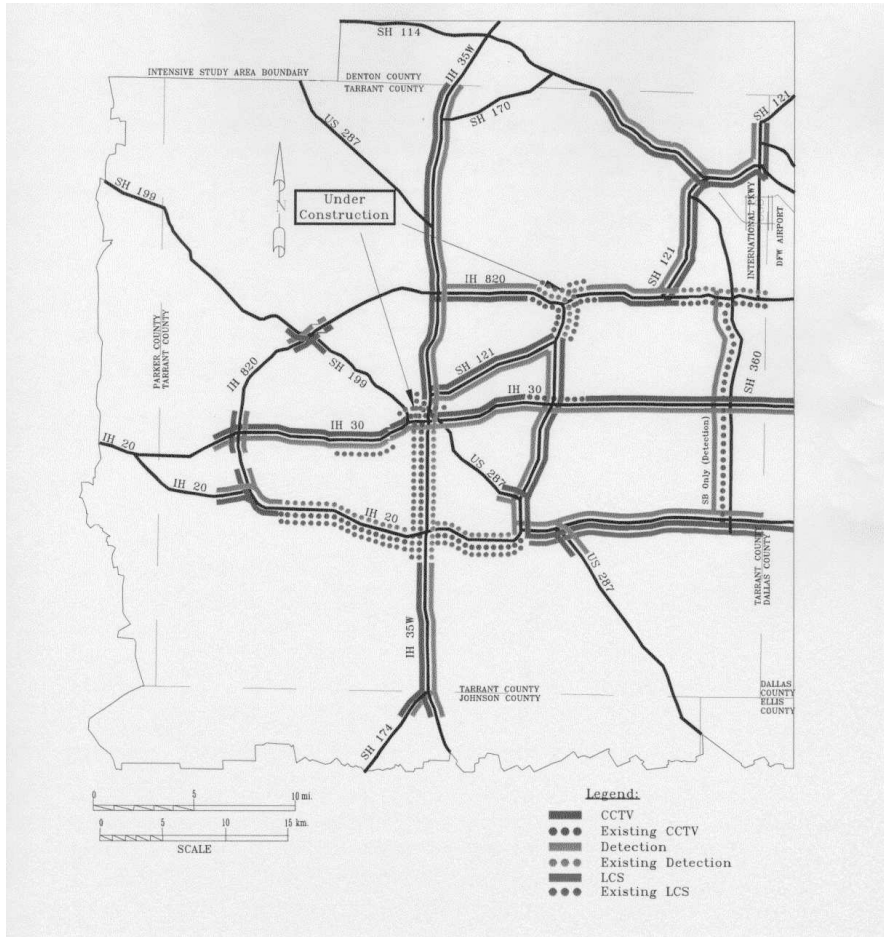 SH 114
IH 35W
INTENSIVE STUDY AREA BOUNDARY
DENTON COUNTY
TARRANT COUNTY
SH 170
SH 121
US 287
SH 199
N
Under
Construction
INTERNATIONAL PKWY
DFW AIRPORT
SH 121
IH 820
PARKER COUNTY
TARRANT COUNTY
IH 820
SH 199
SH 121
IH 30
SH 360
IH 20
IH 30
US 287
SB Only (Detection)
IH 20
IH 20
US 287
TARRANT COUNTY
DALLAS COUNTY
IH 35W
TARRANT COUNTY
JOHNSON COUNTY
DALLAS
COUNTY
ELLIS
COUNTY
SH 174
0 5 10 mi.
0 5 10 15 km.
SCALE
Legend:
CCTV
Existing CCTV
Detection
Existing Detection
LCS
Existing LCS